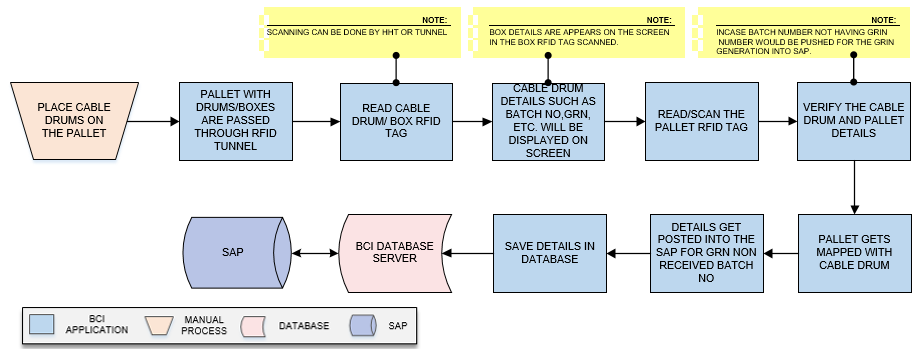 NOTE:
SCANNING CAN BE DONE BY HHT OR TUNNEL
NOTE:
BOX DETAILS ARE APPEARS ON THE SCREEN
IN THE BOX RFID TAG SCANNED.
NOTE:
INCASE BATCH NUMBER NOT HAVING GRIN
NUMBER WOULD BE PUSHED FOR THE GRIN
GENERATION INTO SAP.
PLACE CABLE
DRUMS ON
THE PALLET
PALLET WITH
DRUMS/BOXES
ARE PASSED
THROUGH RFID
TUNNEL
READ CABLE
DRUM/ BOX RFID
TAG
CABLE DRUM
DETAILS SUCH AS
BATCH NO,GRN,
ETC. WILL BE
DISPLAYED ON
SCREEN
READ/SCAN THE
PALLET RFID TAG
VERIFY THE CABLE
DRUM AND PALLET
DETAILS
SAP
BCI DATABASE
SERVER
SAVE DETAILS IN
DATABASE
DETAILS GET
POSTED INTO THE
SAP FOR GRN NON
RECEIVED BATCH
NO
PALLET GETS
MAPPED WITH
CABLE DRUM
BCI
APPLICATION
MANUAL
PROCESS
DATABASE
SAP